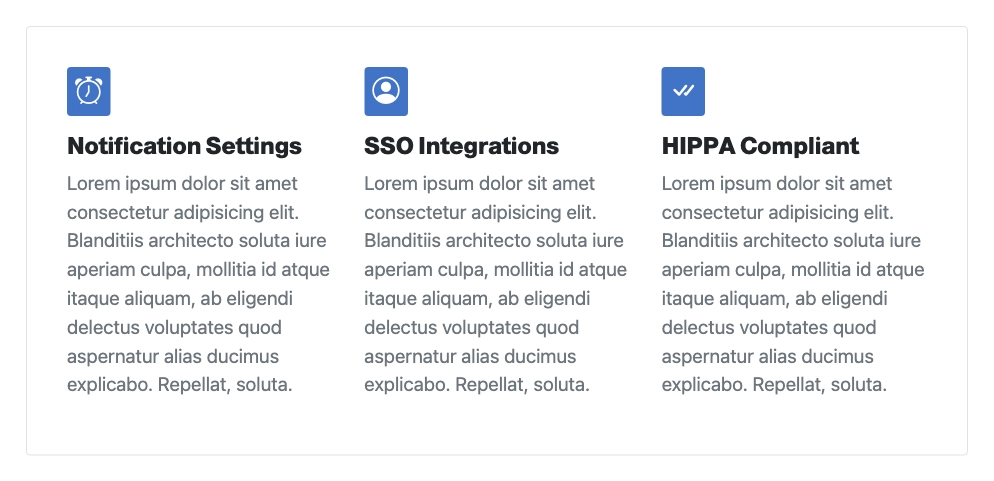 Notification Settings
Lorem ipsum dolor sit amet
consectetur adipisicing elit.
Blanditiis architecto soluta iure
aperiam culpa, mollitia id atque
itaque aliquam, ab eligendi
delectus voluptates quod
aspernatur alias ducimus
explicabo. Repellat, soluta.
SSO Integrations
Lorem ipsum dolor sit amet
consectetur adipisicing elit.
Blanditiis architecto soluta iure
aperiam culpa, mollitia id atque
itaque aliquam, ab eligendi
delectus voluptates quod
aspernatur alias ducimus
explicabo. Repellat, soluta.
HIPPA Compliant
Lorem ipsum dolor sit amet
consectetur adipisicing elit.
Blanditiis architecto soluta iure
aperiam culpa, mollitia id atque
itaque aliquam, ab eligendi
delectus voluptates quod
aspernatur alias ducimus
explicabo. Repellat, soluta.